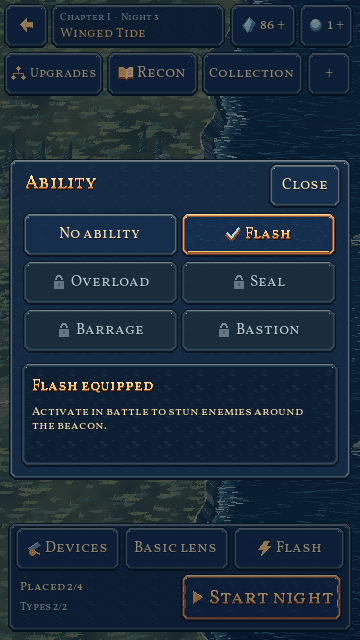 Chapter I · Night 3
Winged Tide
86 +
1 +
Upgrades
Recon
Collection
+
Ability
Close
No ability
Flash
Overload
Seal
Barrage
Bastion
Flash equipped
Activate in battle to stun enemies around
the beacon.
Devices
Basic lens
Flash
Placed 2/4
Types 2/2
Start night